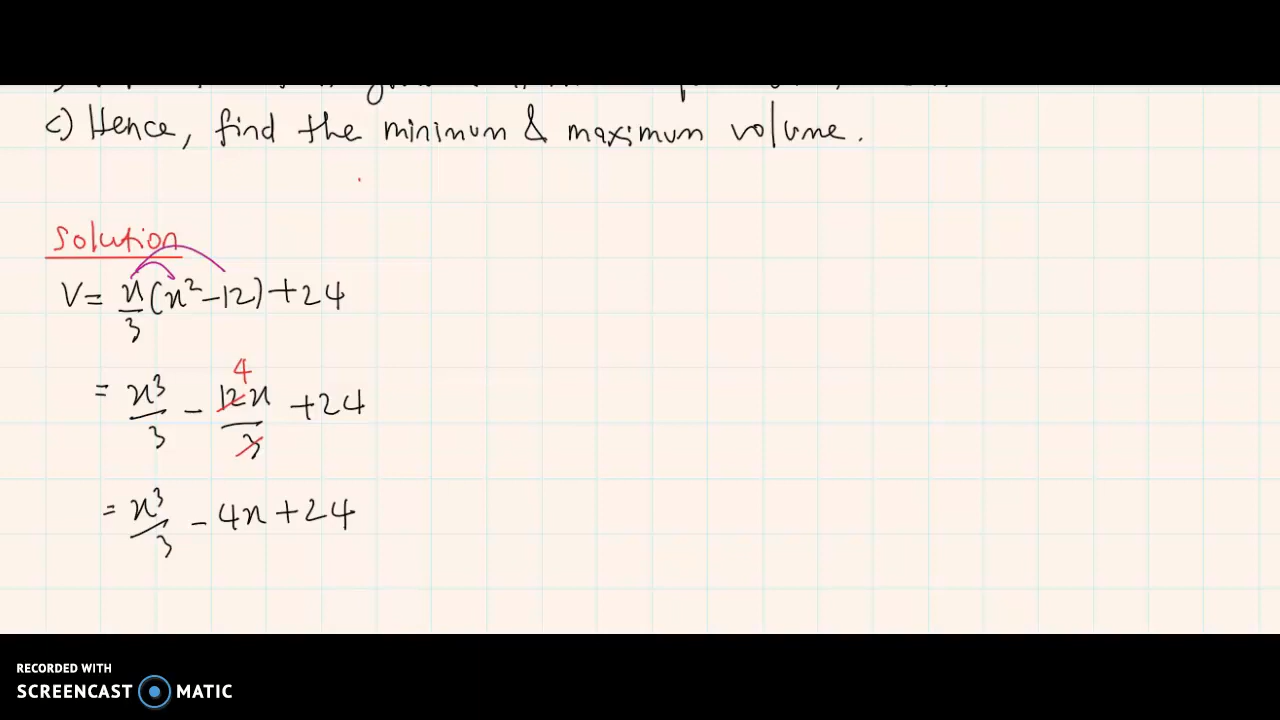 c) Hence, find the minimum & maximum volume.
Solution
V = x/3 (x² - 12) + 24
4
= x³/3 - 12x/3 + 24
= x³/3 - 4x + 24
RECORDED WITH
SCREENCAST MATIC